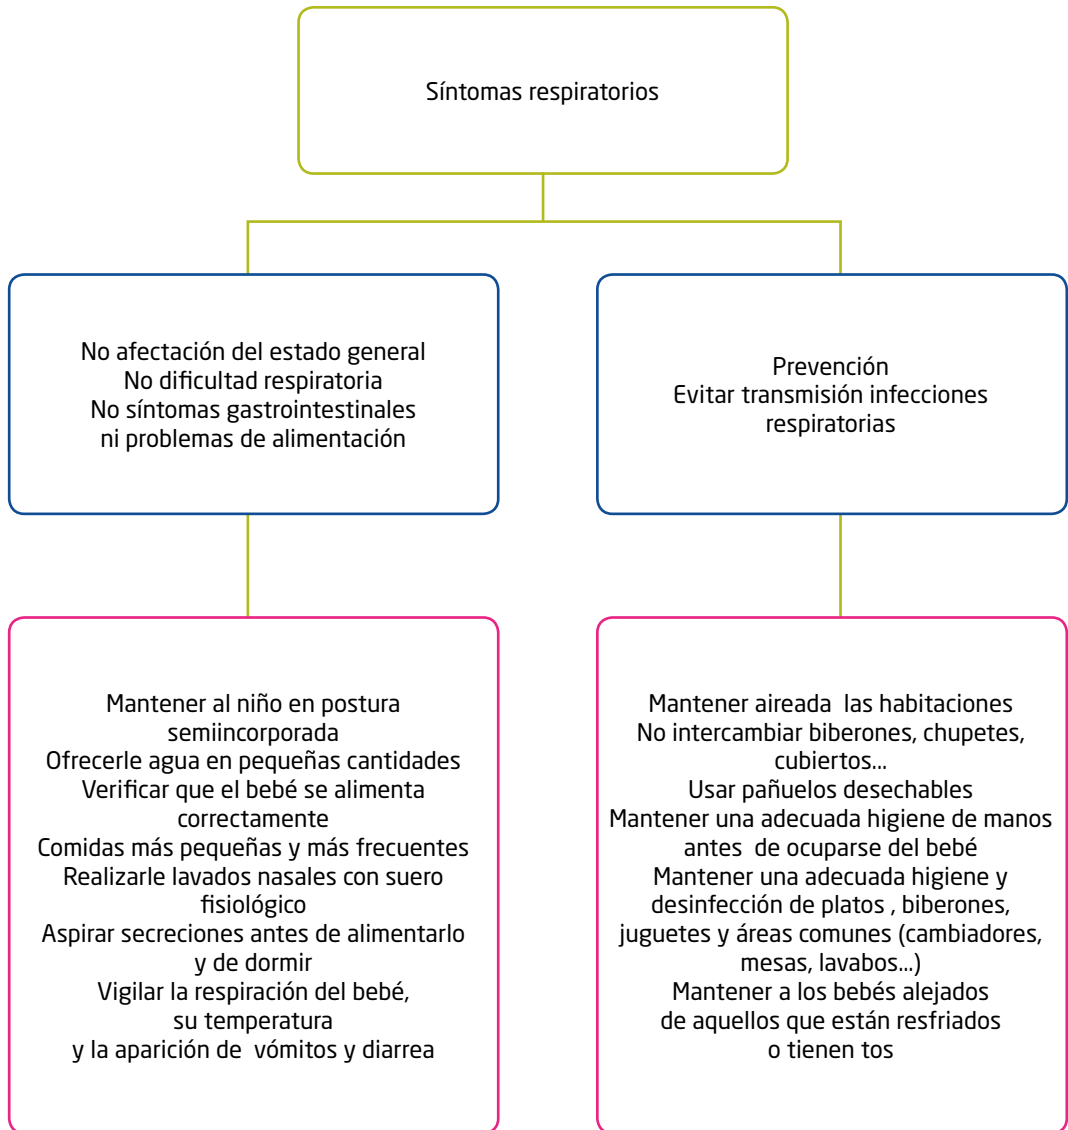 Síntomas respiratorios
No afectación del estado general
No dificultad respiratoria
No síntomas gastrointestinales
ni problemas de alimentación
Prevención
Evitar transmisión infecciones
respiratorias
Mantener al niño en postura
semiincorporada
Ofrecerle agua en pequeñas cantidades
Verificar que el bebé se alimenta
correctamente
Comidas más pequeñas y más frecuentes
Realizarle lavados nasales con suero
fisiológico
Aspirar secreciones antes de alimentarlo
y de dormir
Vigilar la respiración del bebé,
su temperatura
y la aparición de vómitos y diarrea
Mantener aireada las habitaciones
No intercambiar biberones, chupetes,
cubiertos...
Usar pañuelos desechables
Mantener una adecuada higiene de manos
antes de ocuparse del bebé
Mantener una adecuada higiene y
desinfección de platos , biberones,
juguetes y áreas comunes (cambiadores,
mesas, lavabos...)
Mantener a los bebés alejados
de aquellos que están resfriados
o tienen tos